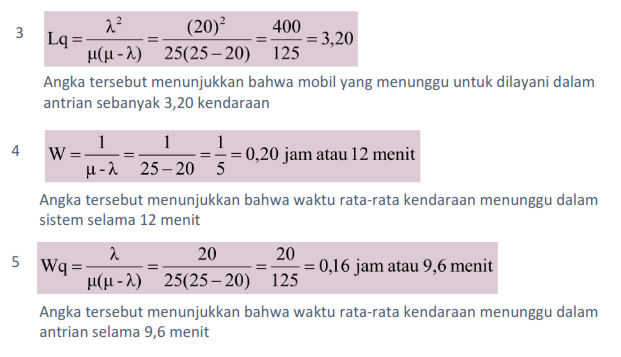 3 Lq = λ²/μ(μ - λ) = (20)²/25(25 – 20) = 400/125 = 3,20
Angka tersebut menunjukkan bahwa mobil yang menunggu untuk dilayani dalam
antrian sebanyak 3,20 kendaraan
4 W = 1/μ - λ = 1/25 – 20 = 1/5 = 0,20 jam atau 12 menit
Angka tersebut menunjukkan bahwa waktu rata-rata kendaraan menunggu dalam
sistem selama 12 menit
5 Wq = λ/μ(μ - λ) = 20/25(25 – 20) = 20/125 = 0,16 jam atau 9,6 menit
Angka tersebut menunjukkan bahwa waktu rata-rata kendaraan menunggu dalam
antrian selama 9,6 menit